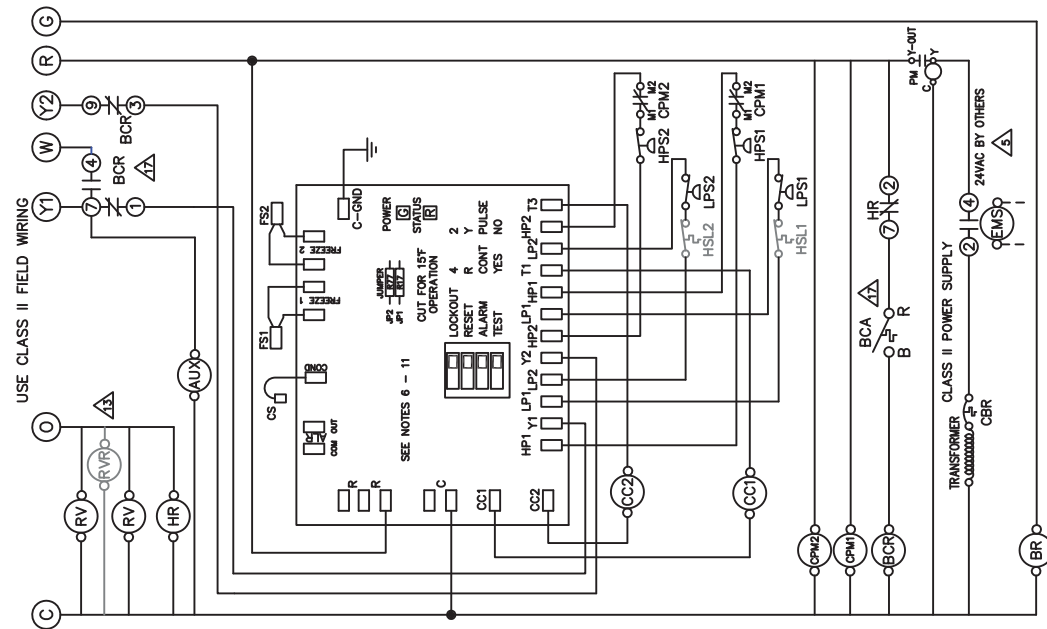 USE CLASS II FIELD WIRING
C
O
Y1
W
Y2
R
G
13
RV
RVR
RV
HR
AUX
7
4
1
BCR
17
9
3
BCR
CS
COND
FS1
FREEZE 1
FREEZE 2
FS2
C-GND
ALR
COM
OUT
SEE NOTES 6 - 11
JUMPER
JP2
R77
JP1
R17
CUT FOR 15°F
OPERATION
POWER
G
STATUS
R
LOCKOUT 4 2
RESET R Y
ALARM CONT PULSE
TEST YES NO
R
R
C
CC1
CC2
HP1
Y1
LP1
LP2
Y2
HP2
LP1
HP1
T1
LP2
HP2
T3
CC2
CC1
HPS2
M1
M2
CPM2
LPS2
HSL2
HPS1
M1
M2
CPM1
LPS1
HSL1
CPM2
CPM1
BCR
BCA
17
B
R
HR
7
2
PM
Y-OUT
Y
C
CLASS II POWER SUPPLY
24VAC BY OTHERS
5
TRANSFORMER
CBR
2
4
EMS
BR